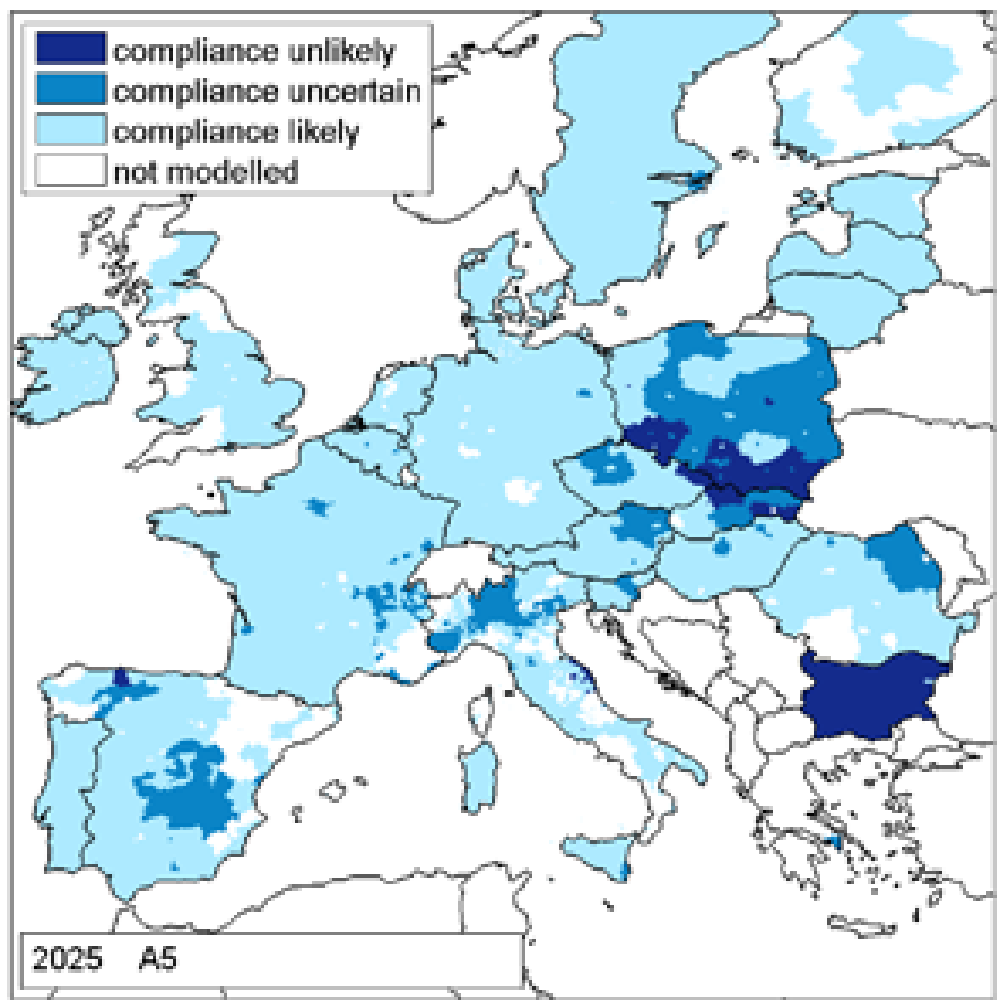 compliance unlikely
compliance uncertain
compliance likely
not modelled
2025 A5